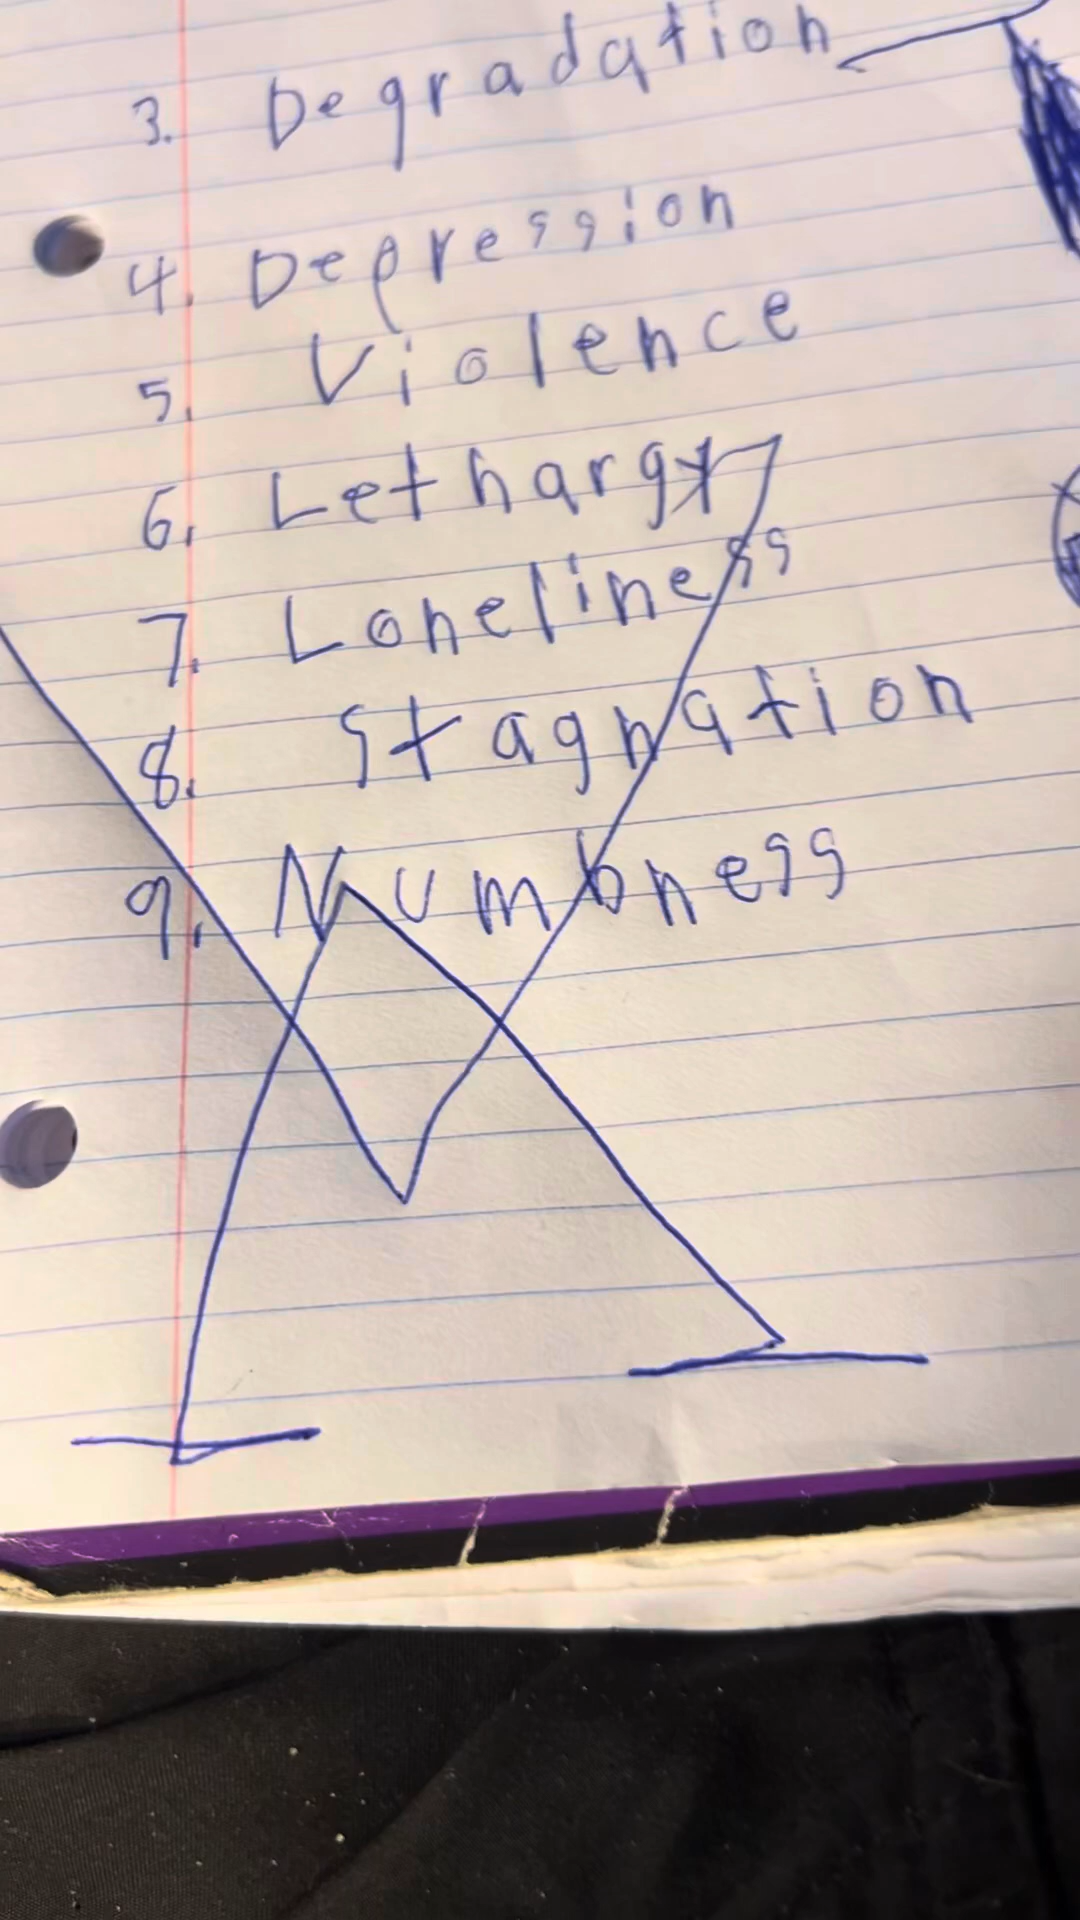 3. Degradation
4. Depression
5. Violence
6. Lethargy
7. Loneliness
8. Stagnation
9. Numbness